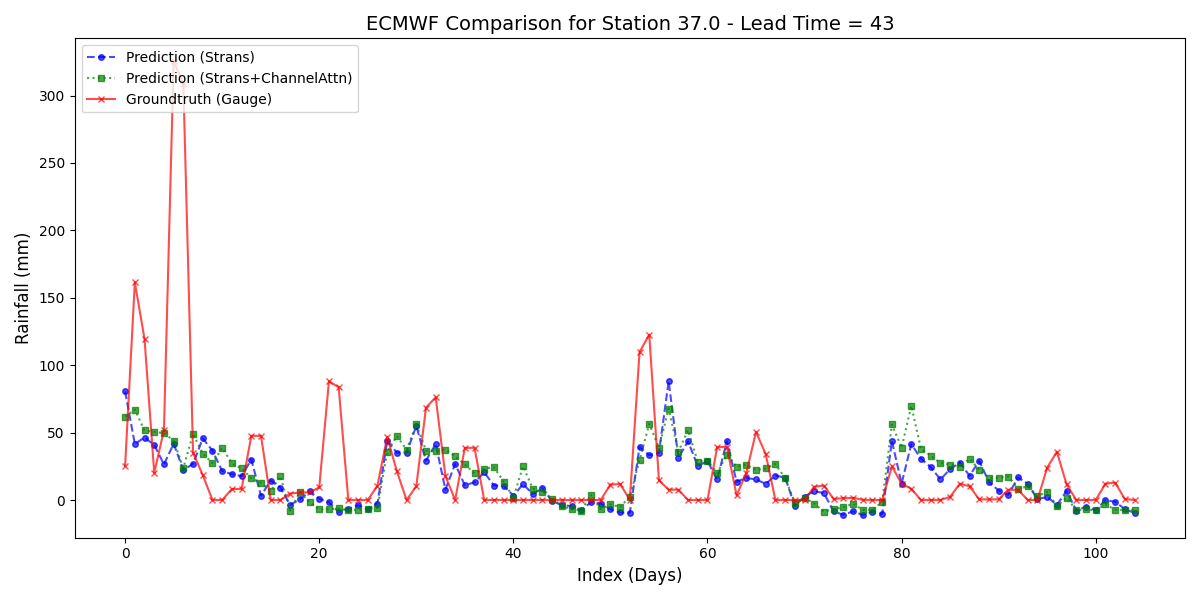 ECMWF Comparison for Station 37.0 - Lead Time = 43
Prediction (Strans)
Prediction (Strans+ChannelAttn)
Groundtruth (Gauge)
Rainfall (mm)
300
250
200
150
100
50
0
0 20 40 60 80 100
Index (Days)